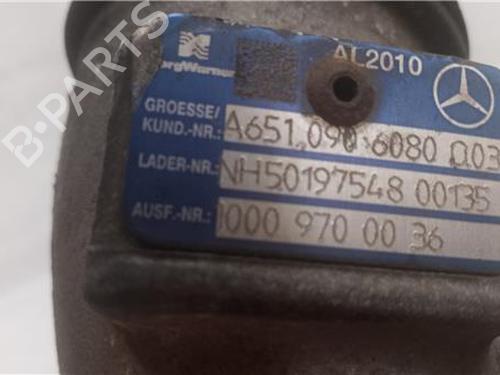 AL2010
BorgWarner
GROESSE/
KUND.-NR.: A651 090 6080 Q03
LADER-NR.: NH50197548 00135
AUSF.-NR.: 000 970 00 36
B-PARTS